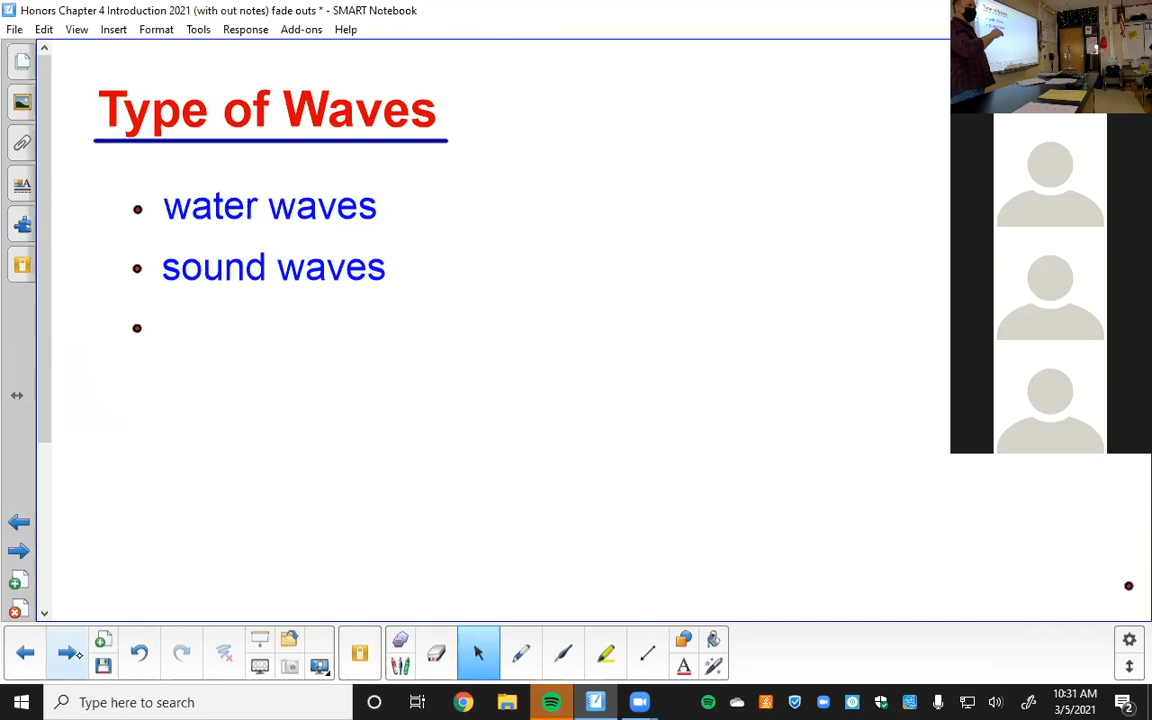 Honors Chapter 4 Introduction 2021 (with out notes) fade outs * - SMART Notebook
File Edit View Insert Format Tools Response Add-ons Help
Type of Waves
water waves
sound waves
Type here to search
10:31 AM
3/5/2021
2